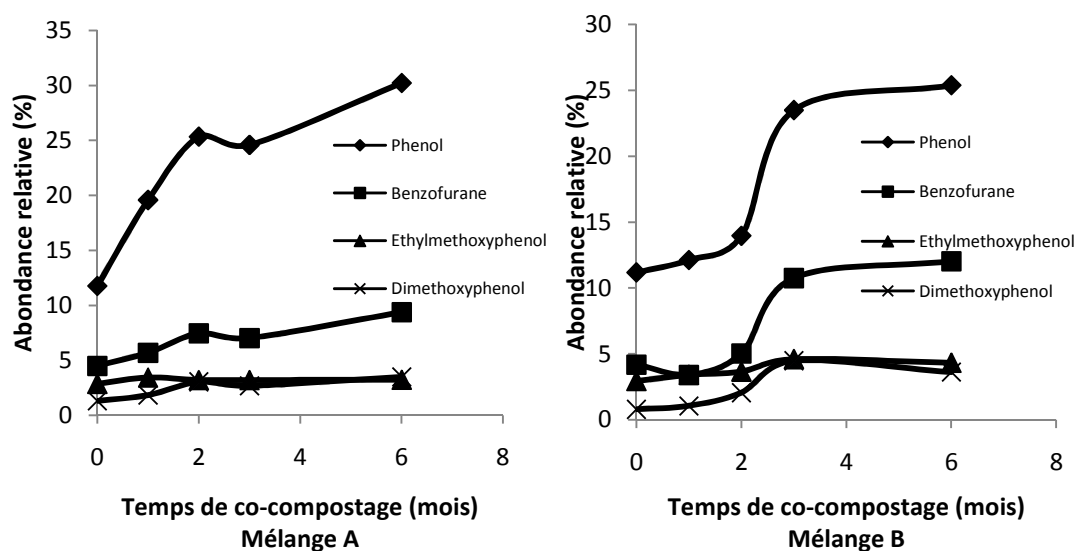 Abondance relative (%)
35
30
25
20
15
10
5
0
Phenol
Benzofurane
Ethylmethoxyphenol
Dimethoxyphenol
0 2 4 6 8
Temps de co-compostage (mois)
Mélange A
Abondance relative (%)
30
25
20
15
10
5
0
Phenol
Benzofurane
Ethylmethoxyphenol
Dimethoxyphenol
0 2 4 6 8
Temps de co-compostage (mois)
Mélange B